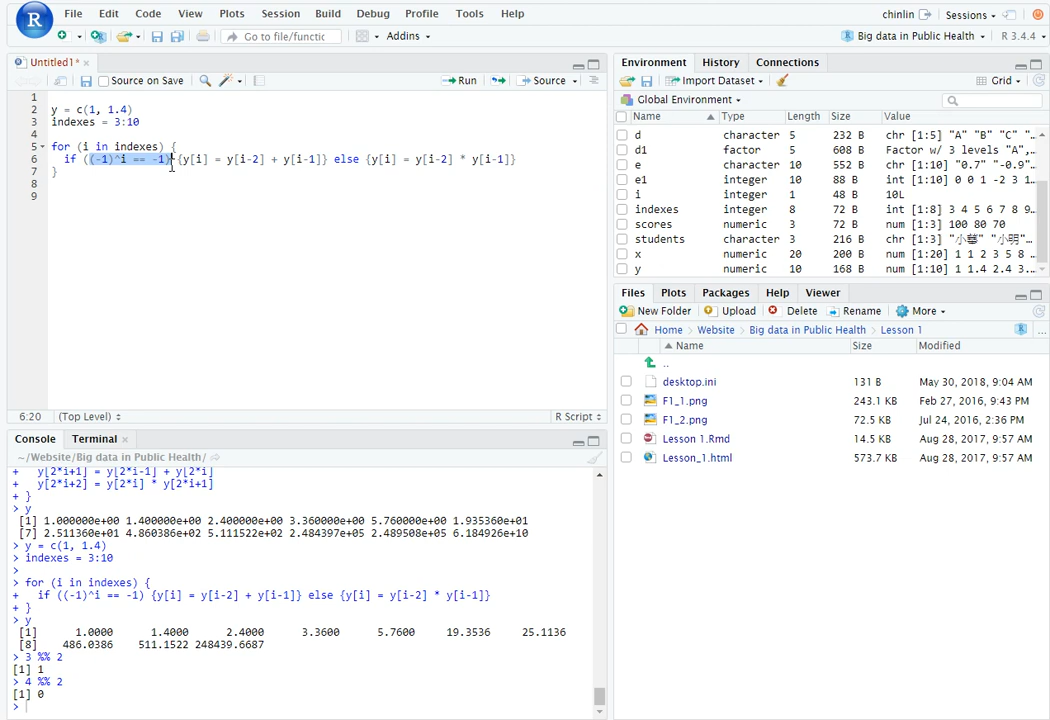 File Edit Code View Plots Session Build Debug Profile Tools Help
chinlin Sessions
Go to file/functic Addins Big data in Public Health R 3.4.4
Untitled1*
Source on Save Run Source
1
2 y = c(1, 1.4)
3 indexes = 3:10
4
5 for (i in indexes) {
6 if ((-1)^i == -1) {y[i] = y[i-2] + y[i-1]} else {y[i] = y[i-2] * y[i-1]}
7 }
8
9
6:20 (Top Level) R Script
Console Terminal
~/Website/Big data in Public Health/
+ y[2*i+1] = y[2*i-1] + y[2*i]
+ y[2*i+2] = y[2*i] * y[2*i+1]
+ }
> y
[1] 1.000000e+00 1.400000e+00 2.400000e+00 3.360000e+00 5.760000e+00 1.935360e+01
[7] 2.511360e+01 4.860386e+02 5.111522e+02 2.484397e+05 2.489508e+05 6.184926e+10
> y = c(1, 1.4)
> indexes = 3:10
>
> for (i in indexes) {
+ if ((-1)^i == -1) {y[i] = y[i-2] + y[i-1]} else {y[i] = y[i-2] * y[i-1]}
+ }
> y
[1] 1.0000 1.4000 2.4000 3.3600 5.7600 19.3536 25.1136
[8] 486.0386 511.1522 248439.6687
> 3 %% 2
[1] 1
> 4 %% 2
[1] 0
>
Environment History Connections
Import Dataset Grid
Global Environment
Name Type Length Size Value
d character 5 232 B chr [1:5] "A" "B" "C" "…
d1 factor 5 608 B Factor w/ 3 levels "A",…
e character 10 552 B chr [1:10] "0.7" "-0.9"…
e1 integer 10 88 B int [1:10] 0 0 1 -2 3 1…
i integer 1 48 B 10L
indexes integer 8 72 B int [1:8] 3 4 5 6 7 8 9…
scores numeric 3 72 B num [1:3] 100 80 70
students character 3 216 B chr [1:3] "小華" "小明"…
x numeric 20 200 B num [1:20] 1 1 2 3 5 8 …
y numeric 10 168 B num [1:10] 1 1.4 2.4 3.…
Files Plots Packages Help Viewer
New Folder Upload Delete Rename More
Home Website Big data in Public Health Lesson 1
Name Size Modified
..
desktop.ini 131 B May 30, 2018, 9:04 AM
F1_1.png 243.1 KB Feb 27, 2016, 9:43 PM
F1_2.png 72.5 KB Jul 24, 2016, 2:36 PM
Lesson 1.Rmd 14.5 KB Aug 28, 2017, 9:57 AM
Lesson_1.html 573.7 KB Aug 28, 2017, 9:57 AM